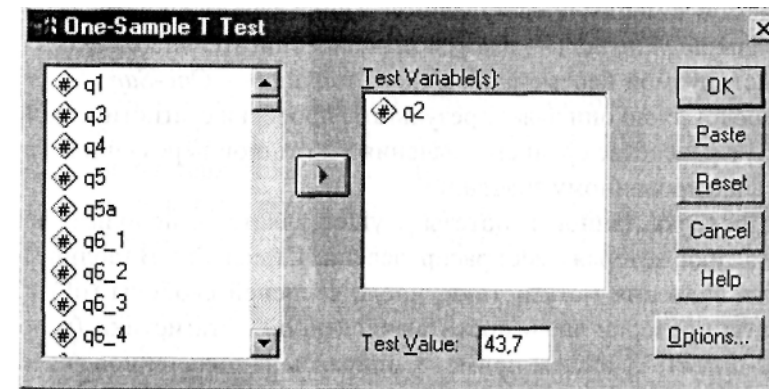 One-Sample T Test
q1
q3
q4
q5
q5a
q6_1
q6_2
q6_3
q6_4
Test Variable(s):
q2
Test Value: 43,7
OK
Paste
Reset
Cancel
Help
Options...